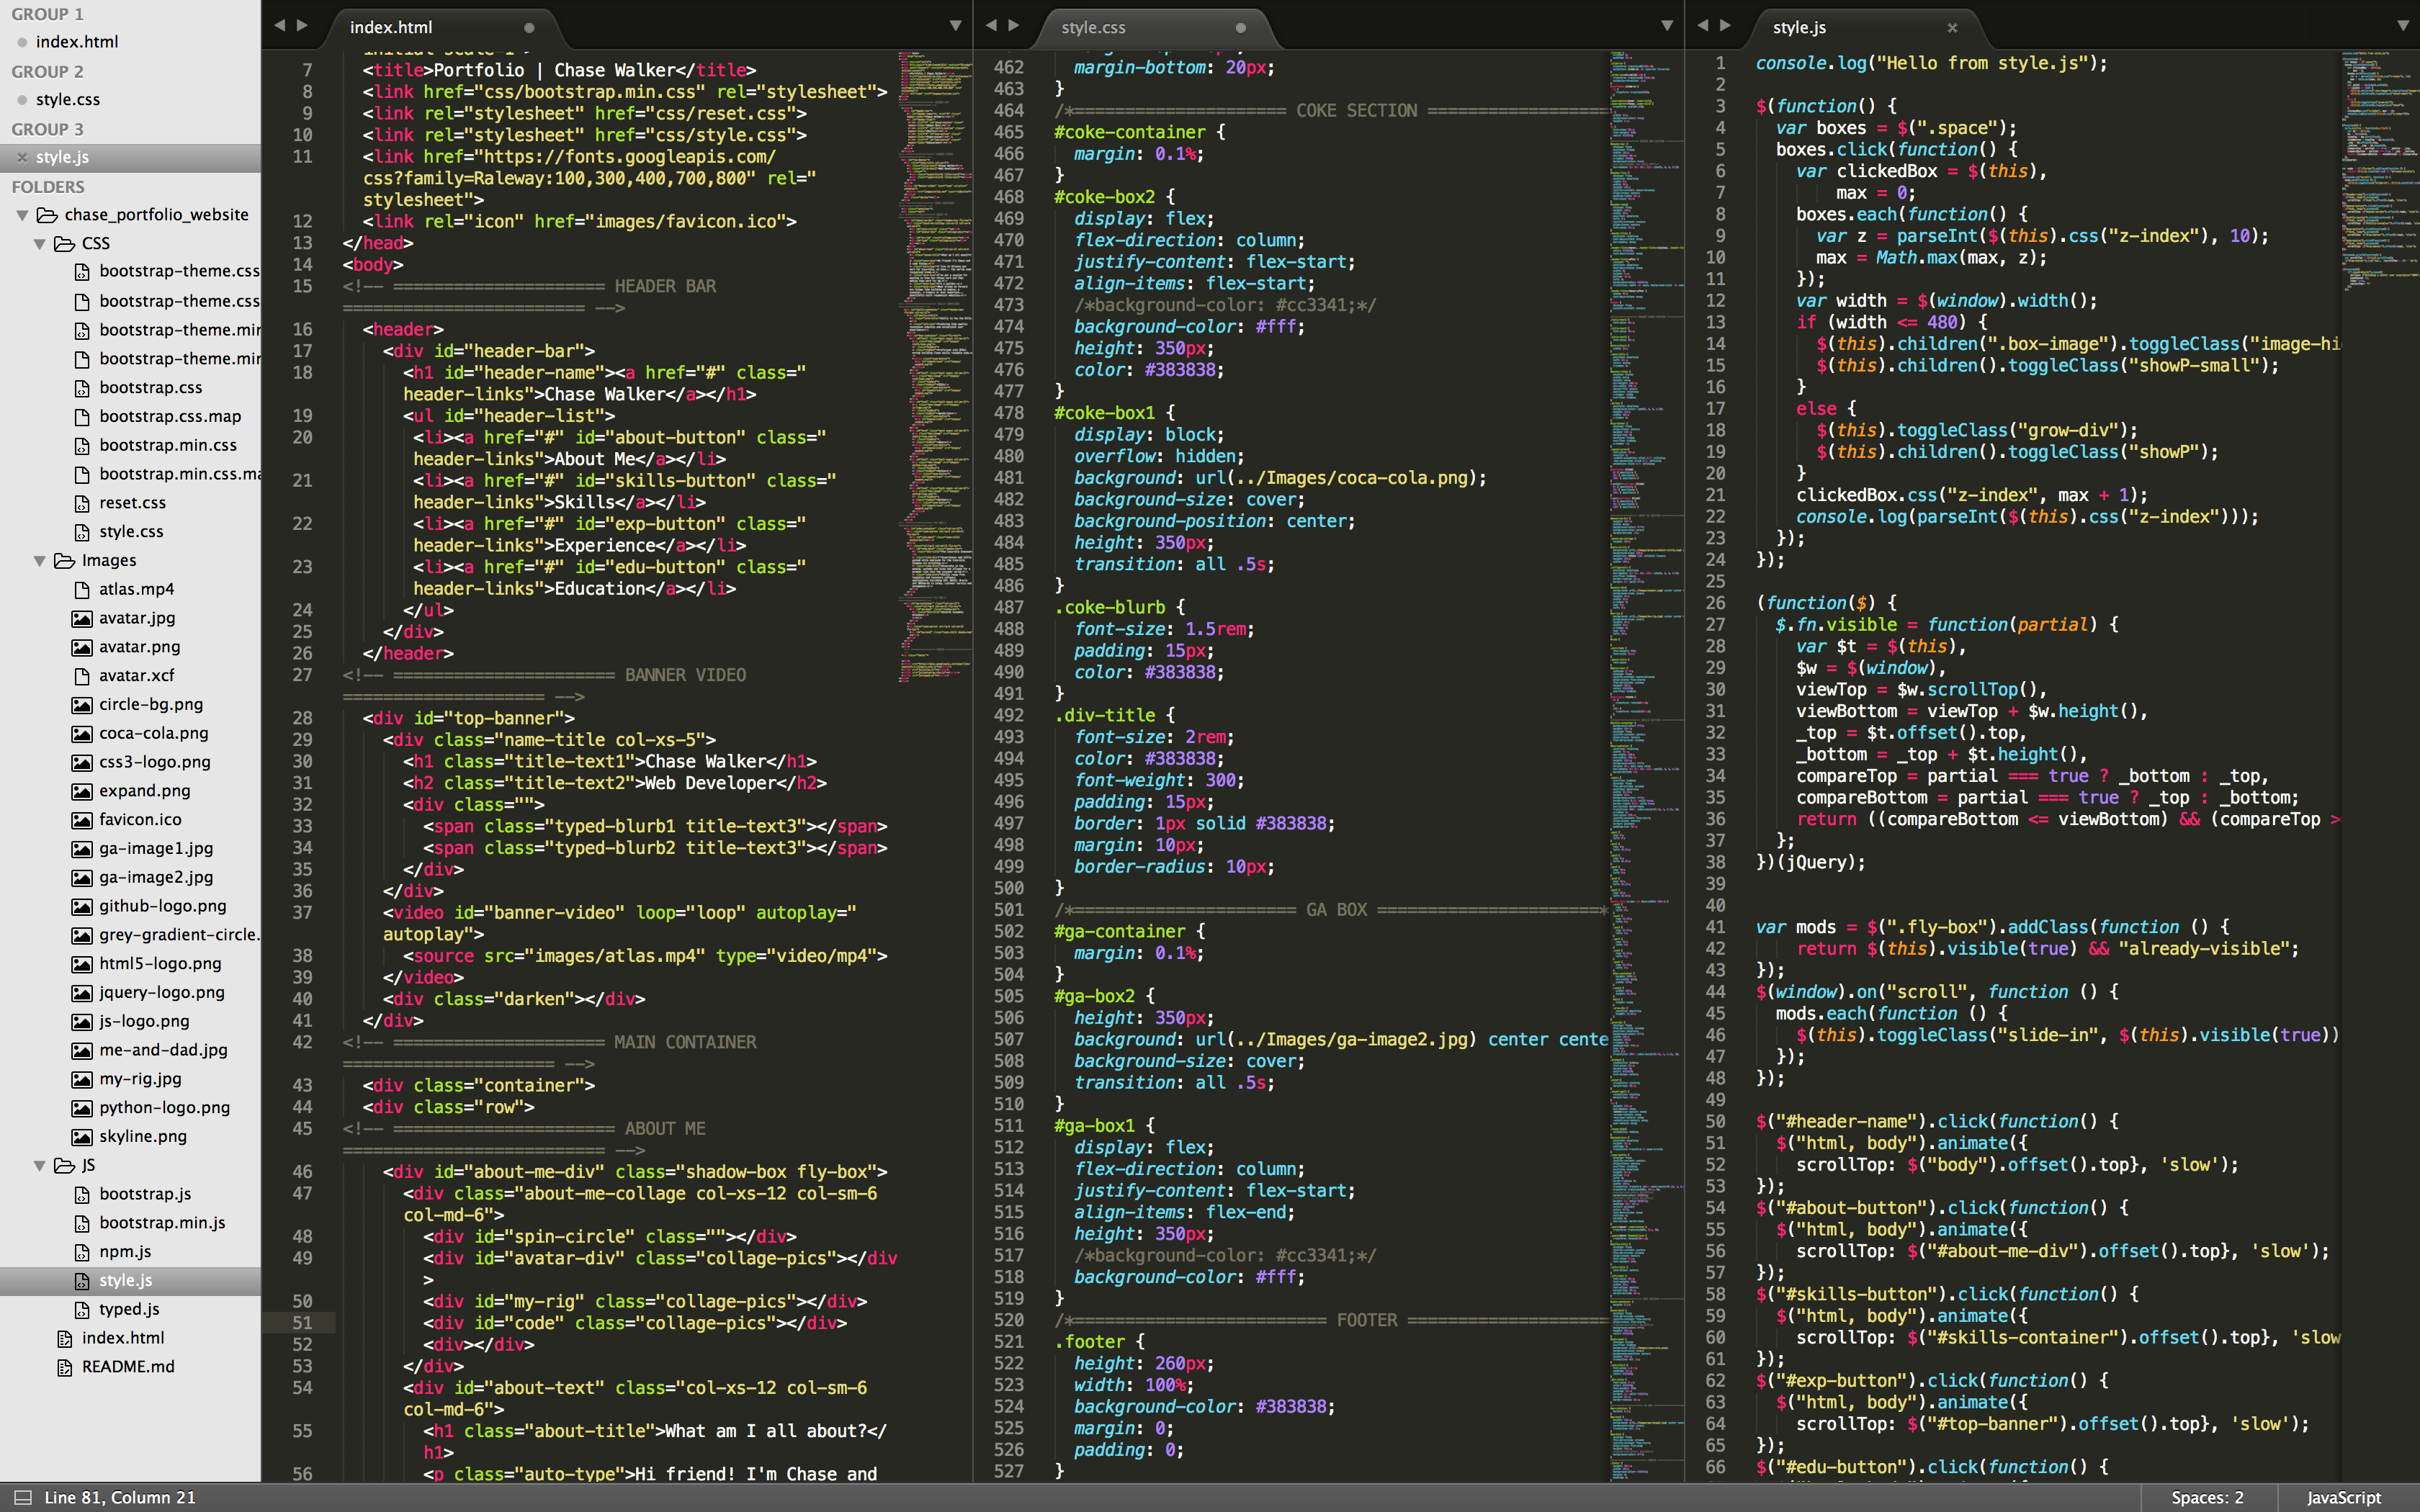 GROUP 1
index.html
GROUP 2
style.css
GROUP 3
style.js
FOLDERS
chase_portfolio_website
CSS
bootstrap-theme.css
bootstrap-theme.css
bootstrap-theme.min
bootstrap-theme.min
bootstrap.css
bootstrap.css.map
bootstrap.min.css
bootstrap.min.css.ma
reset.css
style.css
Images
atlas.mp4
avatar.jpg
avatar.png
avatar.xcf
circle-bg.png
coca-cola.png
css3-logo.png
expand.png
favicon.ico
ga-image1.jpg
ga-image2.jpg
github-logo.png
grey-gradient-circle.
html5-logo.png
jquery-logo.png
js-logo.png
me-and-dad.jpg
my-rig.jpg
python-logo.png
skyline.png
JS
bootstrap.js
bootstrap.min.js
npm.js
style.js
typed.js
index.html
README.md
index.html
7 <title>Portfolio | Chase Walker</title>
8 <link href="css/bootstrap.min.css" rel="stylesheet">
9 <link rel="stylesheet" href="css/reset.css">
10 <link rel="stylesheet" href="css/style.css">
11 <link href="https://fonts.googleapis.com/
css?family=Raleway:100,300,400,700,800" rel="
stylesheet">
12 <link rel="icon" href="images/favicon.ico">
13 </head>
14 <body>
15 <!-- ===================== HEADER BAR
======================== -->
16 <header>
17 <div id="header-bar">
18 <h1 id="header-name"><a href="#" class="
header-links">Chase Walker</a></h1>
19 <ul id="header-list">
20 <li><a href="#" id="about-button" class="
header-links">About Me</a></li>
21 <li><a href="#" id="skills-button" class="
header-links">Skills</a></li>
22 <li><a href="#" id="exp-button" class="
header-links">Experience</a></li>
23 <li><a href="#" id="edu-button" class="
header-links">Education</a></li>
24 </ul>
25 </div>
26 </header>
27 <!-- ====================== BANNER VIDEO
==================== -->
28 <div id="top-banner">
29 <div class="name-title col-xs-5">
30 <h1 class="title-text1">Chase Walker</h1>
31 <h2 class="title-text2">Web Developer</h2>
32 <div class="">
33 <span class="typed-blurb1 title-text3"></span>
34 <span class="typed-blurb2 title-text3"></span>
35 </div>
36 </div>
37 <video id="banner-video" loop="loop" autoplay="
autoplay">
38 <source src="images/atlas.mp4" type="video/mp4">
39 </video>
40 <div class="darken"></div>
41 </div>
42 <!-- ===================== MAIN CONTAINER
===================== -->
43 <div class="container">
44 <div class="row">
45 <!-- ====================== ABOUT ME
========================== -->
46 <div id="about-me-div" class="shadow-box fly-box">
47 <div class="about-me-collage col-xs-12 col-sm-6
col-md-6">
48 <div id="spin-circle" class=""></div>
49 <div id="avatar-div" class="collage-pics"></div
>
50 <div id="my-rig" class="collage-pics"></div>
51 <div id="code" class="collage-pics"></div>
52 <div></div>
53 </div>
54 <div id="about-text" class="col-xs-12 col-sm-6
col-md-6">
55 <h1 class="about-title">What am I all about?</
h1>
56 <p class="auto-type">Hi friend! I'm Chase and
style.css
462 margin-bottom: 20px;
463 }
464 /*===================== COKE SECTION ==================
465 #coke-container {
466 margin: 0.1%;
467 }
468 #coke-box2 {
469 display: flex;
470 flex-direction: column;
471 justify-content: flex-start;
472 align-items: flex-start;
473 /*background-color: #cc3341;*/
474 background-color: #fff;
475 height: 350px;
476 color: #383838;
477 }
478 #coke-box1 {
479 display: block;
480 overflow: hidden;
481 background: url(../Images/coca-cola.png);
482 background-size: cover;
483 background-position: center;
484 height: 350px;
485 transition: all .5s;
486 }
487 .coke-blurb {
488 font-size: 1.5rem;
489 padding: 15px;
490 color: #383838;
491 }
492 .div-title {
493 font-size: 2rem;
494 color: #383838;
495 font-weight: 300;
496 padding: 15px;
497 border: 1px solid #383838;
498 margin: 10px;
499 border-radius: 10px;
500 }
501 /*====================== GA BOX ======================*
502 #ga-container {
503 margin: 0.1%;
504 }
505 #ga-box2 {
506 height: 350px;
507 background: url(../Images/ga-image2.jpg) center cente
508 background-size: cover;
509 transition: all .5s;
510 }
511 #ga-box1 {
512 display: flex;
513 flex-direction: column;
514 justify-content: flex-start;
515 align-items: flex-end;
516 height: 350px;
517 /*background-color: #cc3341;*/
518 background-color: #fff;
519 }
520 /*========================= FOOTER ====================
521 .footer {
522 height: 260px;
523 width: 100%;
524 background-color: #383838;
525 margin: 0;
526 padding: 0;
527 }
style.js
1 console.log("Hello from style.js");
2
3 $(function() {
4 var boxes = $(".space");
5 boxes.click(function() {
6 var clickedBox = $(this),
7 max = 0;
8 boxes.each(function() {
9 var z = parseInt($(this).css("z-index"), 10);
10 max = Math.max(max, z);
11 });
12 var width = $(window).width();
13 if (width <= 480) {
14 $(this).children(".box-image").toggleClass("image-hi
15 $(this).children().toggleClass("showP-small");
16 }
17 else {
18 $(this).toggleClass("grow-div");
19 $(this).children().toggleClass("showP");
20 }
21 clickedBox.css("z-index", max + 1);
22 console.log(parseInt($(this).css("z-index")));
23 });
24 });
25
26 (function($) {
27 $.fn.visible = function(partial) {
28 var $t = $(this),
29 $w = $(window),
30 viewTop = $w.scrollTop(),
31 viewBottom = viewTop + $w.height(),
32 _top = $t.offset().top,
33 _bottom = _top + $t.height(),
34 compareTop = partial === true ? _bottom : _top,
35 compareBottom = partial === true ? _top : _bottom;
36 return ((compareBottom <= viewBottom) && (compareTop >
37 };
38 })(jQuery);
39
40
41 var mods = $(".fly-box").addClass(function () {
42 return $(this).visible(true) && "already-visible";
43 });
44 $(window).on("scroll", function () {
45 mods.each(function () {
46 $(this).toggleClass("slide-in", $(this).visible(true))
47 });
48 });
49
50 $("#header-name").click(function() {
51 $("html, body").animate({
52 scrollTop: $("body").offset().top}, 'slow');
53 });
54 $("#about-button").click(function() {
55 $("html, body").animate({
56 scrollTop: $("#about-me-div").offset().top}, 'slow');
57 });
58 $("#skills-button").click(function() {
59 $("html, body").animate({
60 scrollTop: $("#skills-container").offset().top}, 'slow
61 });
62 $("#exp-button").click(function() {
63 $("html, body").animate({
64 scrollTop: $("#top-banner").offset().top}, 'slow');
65 });
66 $("#edu-button").click(function() {
Line 81, Column 21
Spaces: 2
JavaScript